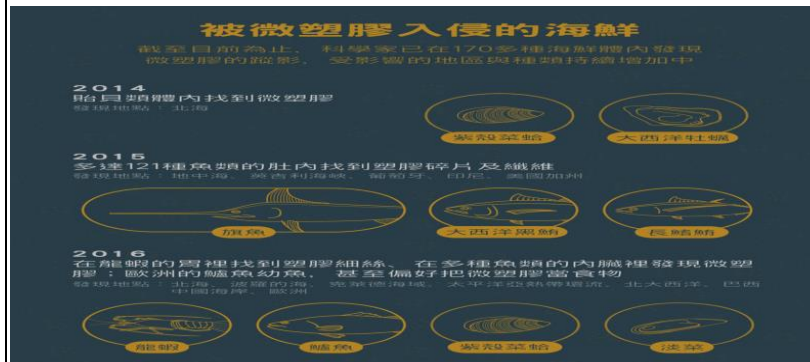 被微塑膠入侵的海鮮
截至目前為止，科學家已在170多種海鮮體內發現
微塑膠的蹤影，受影響的地區與種類持續增加中
2014
貽貝類體內找到微塑膠
發現地點：北海
紫殼菜蛤
大西洋牡蠣
2015
多達121種魚類的肚內找到塑膠碎片及纖維
發現地點：地中海、英吉利海峽、葡萄牙、印尼、美國加州
旗魚
大西洋黑鮪
長鰭鮪
2016
在龍蝦的胃裡找到塑膠細絲、在多種魚類的內臟裡發現微塑
膠；歐洲的鱸魚幼魚，甚至偏好把微塑膠當食物
發現地點：北海、波羅的海、克萊德海域、太平洋亞熱帶環流、北大西洋、巴西
中國海岸、歐洲
龍蝦
鱸魚
紫殼菜蛤
淡菜